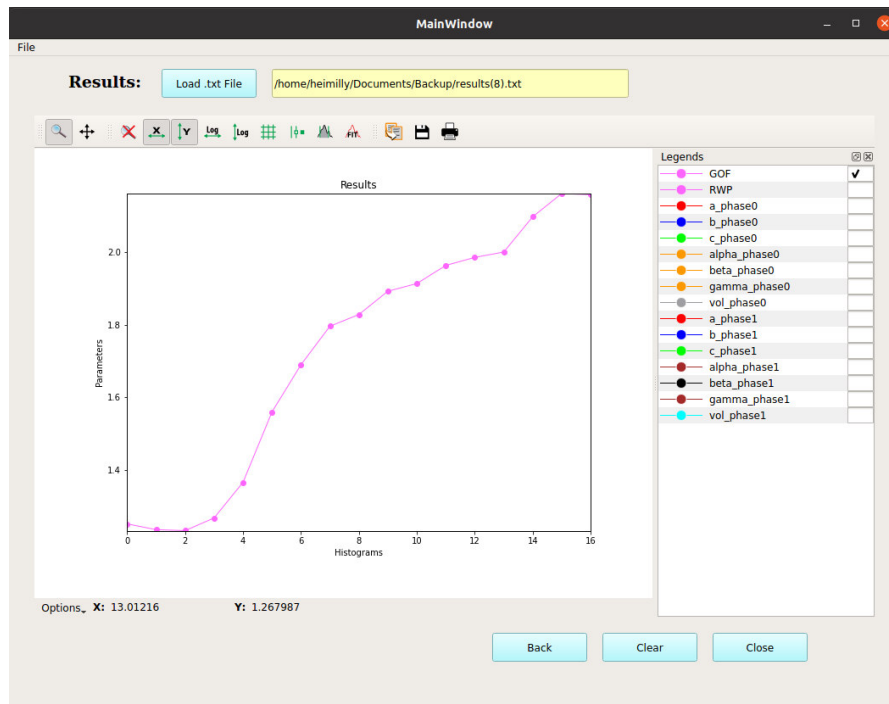 MainWindow
File
Results:
Load .txt File
/home/heimilly/Documents/Backup/results(8).txt
X
Y
Log
Log
FIT
Results
Parameters
2.0
1.8
1.6
1.4
0 2 4 6 8 10 12 14 16
Histograms
Legends
GOF
RWP
a_phase0
b_phase0
c_phase0
alpha_phase0
beta_phase0
gamma_phase0
vol_phase0
a_phase1
b_phase1
c_phase1
alpha_phase1
beta_phase1
gamma_phase1
vol_phase1
Options X: 13.01216 Y: 1.267987
Back Clear Close